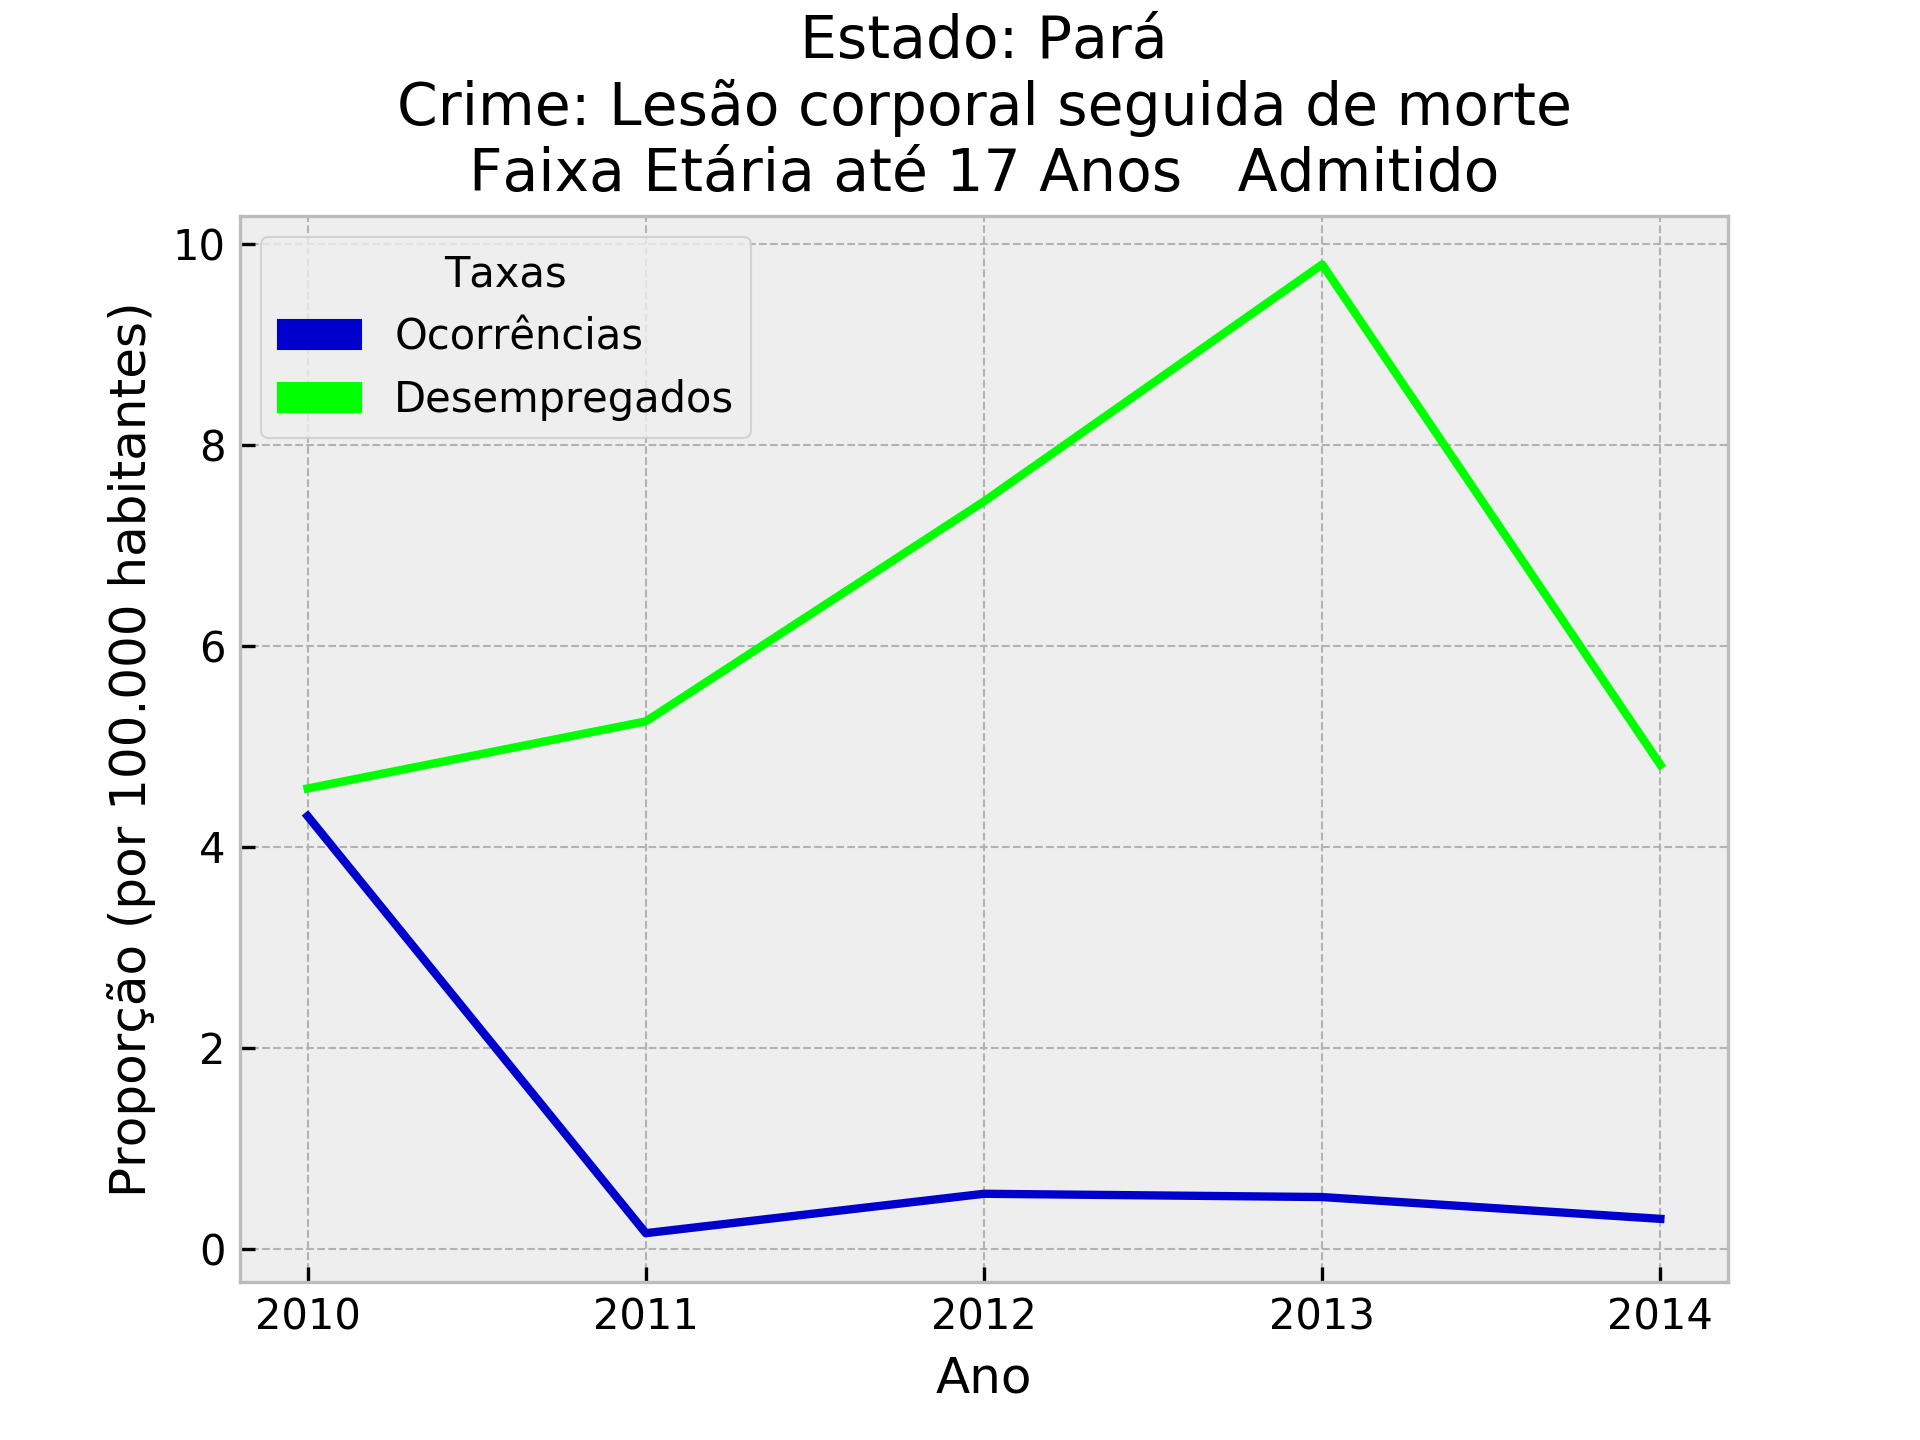 Estado: Pará
Crime: Lesão corporal seguida de morte
Faixa Etária até 17 Anos   Admitido
Proporção (por 100.000 habitantes)
10
8
6
4
2
0
Taxas
Ocorrências
Desempregados
2010
2011
2012
2013
2014
Ano